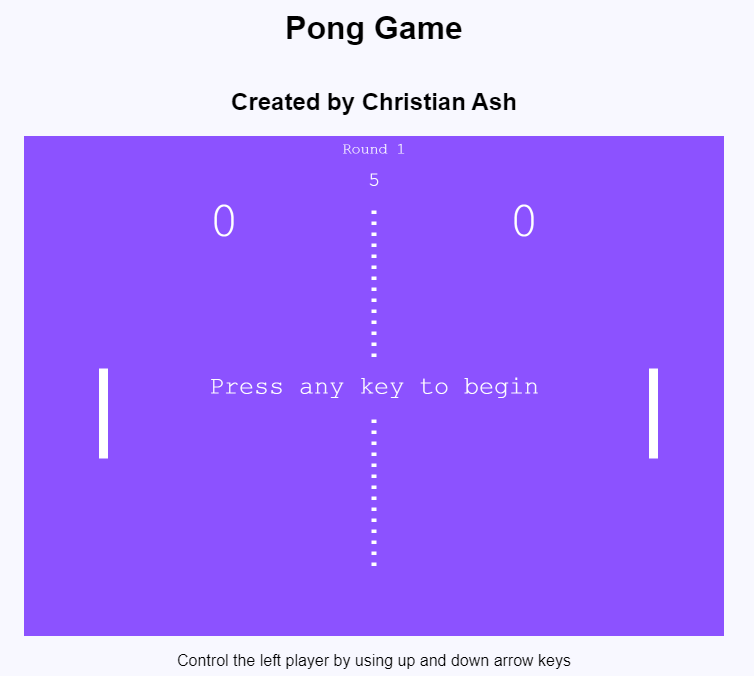 Pong Game
Created by Christian Ash
Round 1
5
0 0
Press any key to begin
Control the left player by using up and down arrow keys